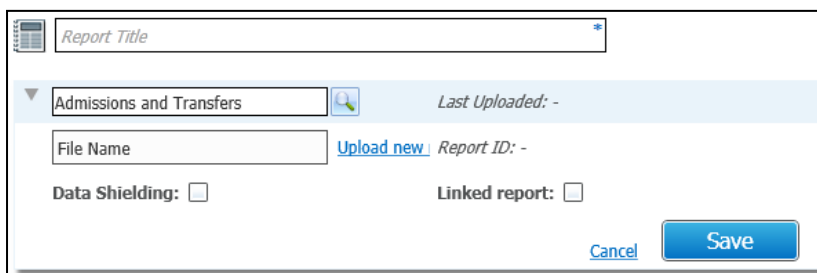 Report Title *
Admissions and Transfers Last Uploaded: -
File Name Upload new Report ID: -
Data Shielding: Linked report:
Cancel Save